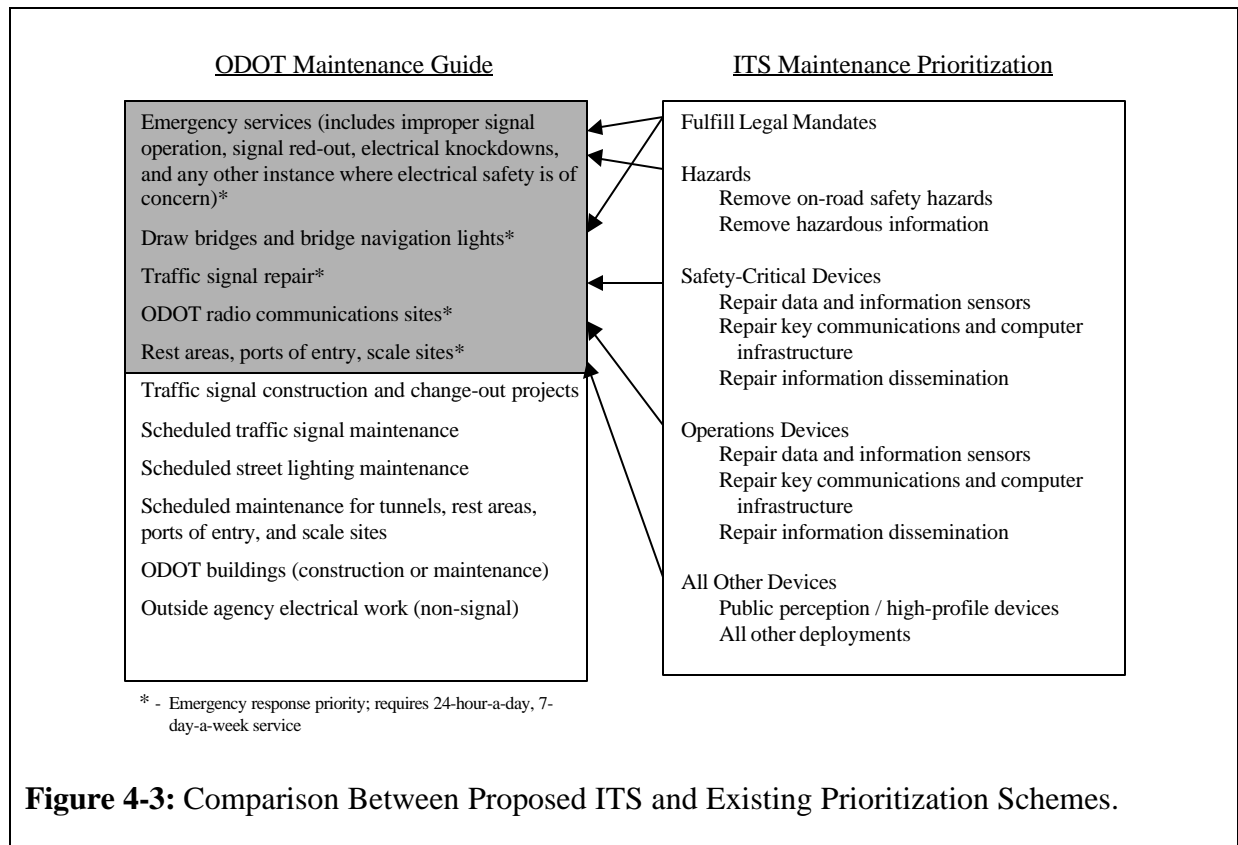 ODOT Maintenance Guide
Emergency services (includes improper signal
operation, signal red-out, electrical knockdowns,
and any other instance where electrical safety is of
concern)*
Draw bridges and bridge navigation lights*
Traffic signal repair*
ODOT radio communications sites*
Rest areas, ports of entry, scale sites*
Traffic signal construction and change-out projects
Scheduled traffic signal maintenance
Scheduled street lighting maintenance
Scheduled maintenance for tunnels, rest areas,
ports of entry, and scale sites
ODOT buildings (construction or maintenance)
Outside agency electrical work (non-signal)
* - Emergency response priority; requires 24-hour-a-day, 7-
day-a-week service
ITS Maintenance Prioritization
Fulfill Legal Mandates
Hazards
Remove on-road safety hazards
Remove hazardous information
Safety-Critical Devices
Repair data and information sensors
Repair key communications and computer
infrastructure
Repair information dissemination
Operations Devices
Repair data and information sensors
Repair key communications and computer
infrastructure
Repair information dissemination
All Other Devices
Public perception / high-profile devices
All other deployments
Figure 4-3: Comparison Between Proposed ITS and Existing Prioritization Schemes.